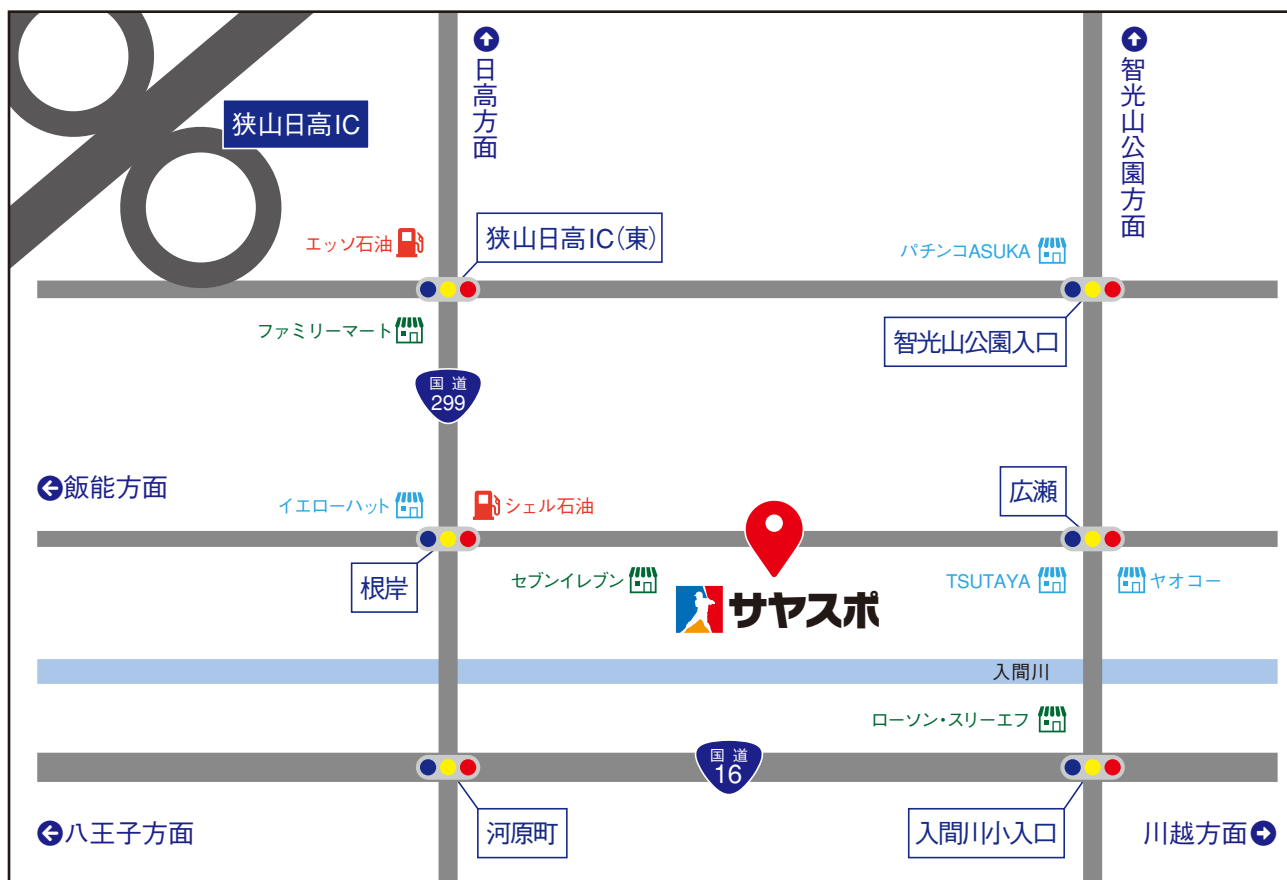 日高方面
智光山公園方面
狭山日高IC
エッソ石油
狭山日高IC(東)
パチンコASUKA
ファミリーマート
智光山公園入口
国道
299
飯能方面
イエローハット
シェル石油
広瀬
根岸
セブンイレブン
サヤスポ
TSUTAYA
ヤオコー
入間川
ローソン・スリーエフ
国道
16
八王子方面
河原町
入間川小入口
川越方面